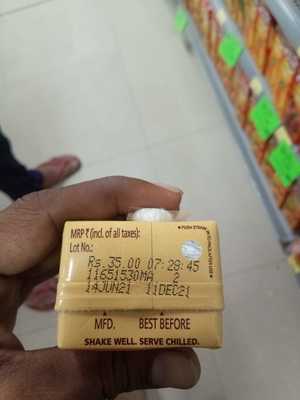 MRP ₹ (incl. of all taxes):
Lot No.:
Rs.35.00 07:28:45
11651530MA 2
14JUN21 11DEC21
MFD. BEST BEFORE
SHAKE WELL. SERVE CHILLED.